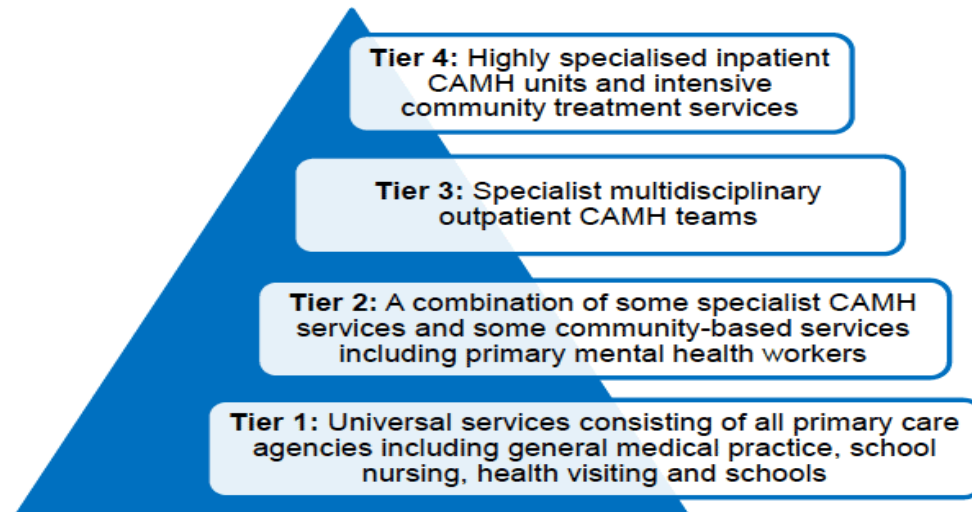 Tier 4: Highly specialised inpatient
CAMH units and intensive
community treatment services
Tier 3: Specialist multidisciplinary
outpatient CAMH teams
Tier 2: A combination of some specialist CAMH
services and some community-based services
including primary mental health workers
Tier 1: Universal services consisting of all primary care
agencies including general medical practice, school
nursing, health visiting and schools